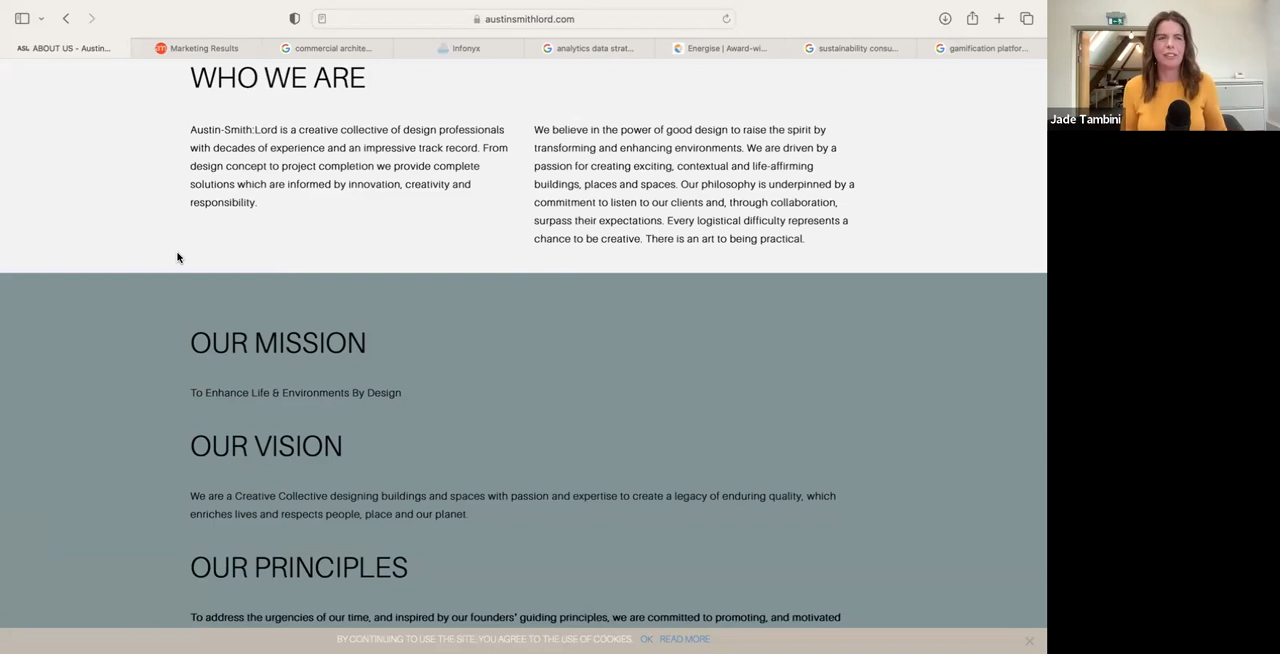 austinsmithlord.com
ASL ABOUT US - Austin...
Marketing Results
commercial archite...
Infonyx
analytics data strat...
Energise | Award-wi...
sustainability consu...
gamification platfor...
Jade Tambini
WHO WE ARE
Austin-Smith:Lord is a creative collective of design professionals
with decades of experience and an impressive track record. From
design concept to project completion we provide complete
solutions which are informed by innovation, creativity and
responsibility.
We believe in the power of good design to raise the spirit by
transforming and enhancing environments. We are driven by a
passion for creating exciting, contextual and life-affirming
buildings, places and spaces. Our philosophy is underpinned by a
commitment to listen to our clients and, through collaboration,
surpass their expectations. Every logistical difficulty represents a
chance to be creative. There is an art to being practical.
OUR MISSION
To Enhance Life & Environments By Design
OUR VISION
We are a Creative Collective designing buildings and spaces with passion and expertise to create a legacy of enduring quality, which
enriches lives and respects people, place and our planet.
OUR PRINCIPLES
To address the urgencies of our time, and inspired by our founders' guiding principles, we are committed to promoting, and motivated
BY CONTINUING TO USE THE SITE, YOU AGREE TO THE USE OF COOKIES. OK READ MORE